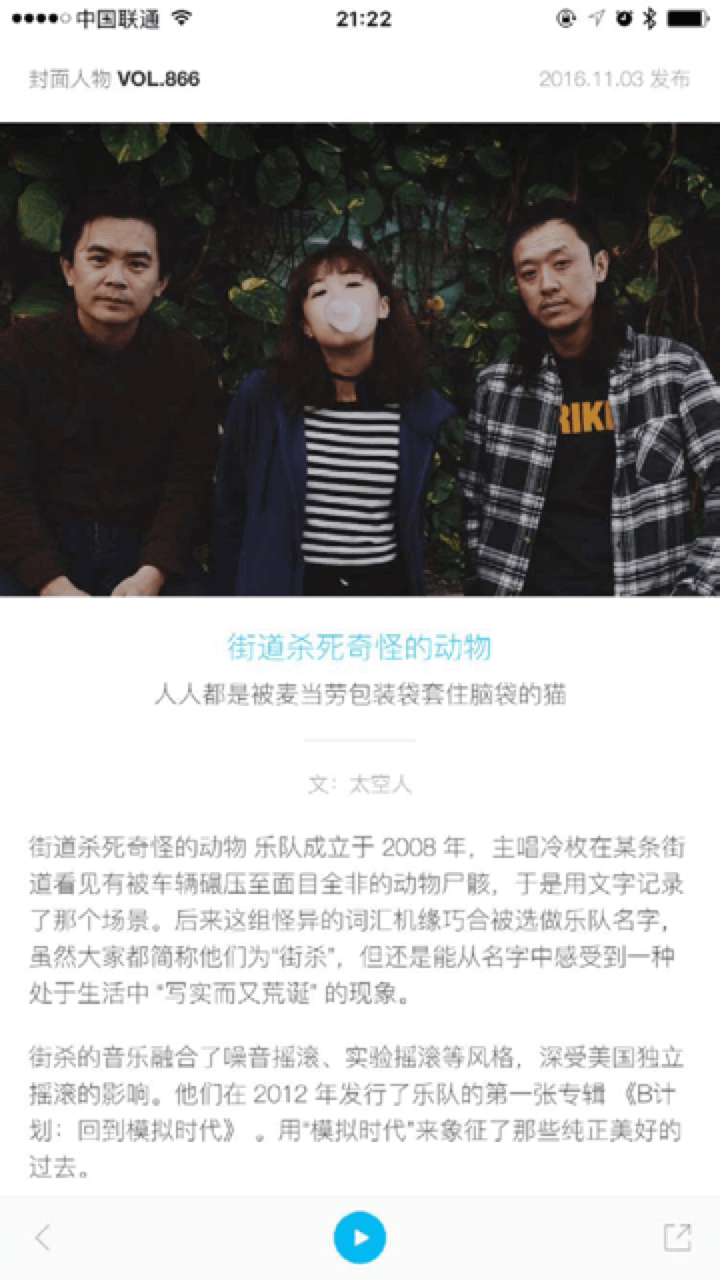 中国联通
21:22
封面人物 VOL.866
2016.11.03 发布
RIKE
街道杀死奇怪的动物
人人都是被麦当劳包装袋套住脑袋的猫
文：太空人
街道杀死奇怪的动物 乐队成立于 2008 年，主唱冷枚在某条街
道看见有被车辆碾压至面目全非的动物尸骸，于是用文字记录
了那个场景。后来这组怪异的词汇机缘巧合被选做乐队名字，
虽然大家都简称他们为“街杀”，但还是能从名字中感受到一种
处于生活中 “写实而又荒诞” 的现象。
街杀的音乐融合了噪音摇滚、实验摇滚等风格，深受美国独立
摇滚的影响。他们在 2012 年发行了乐队的第一张专辑 《B计
划：回到模拟时代》 。用“模拟时代”来象征了那些纯正美好的
过去。